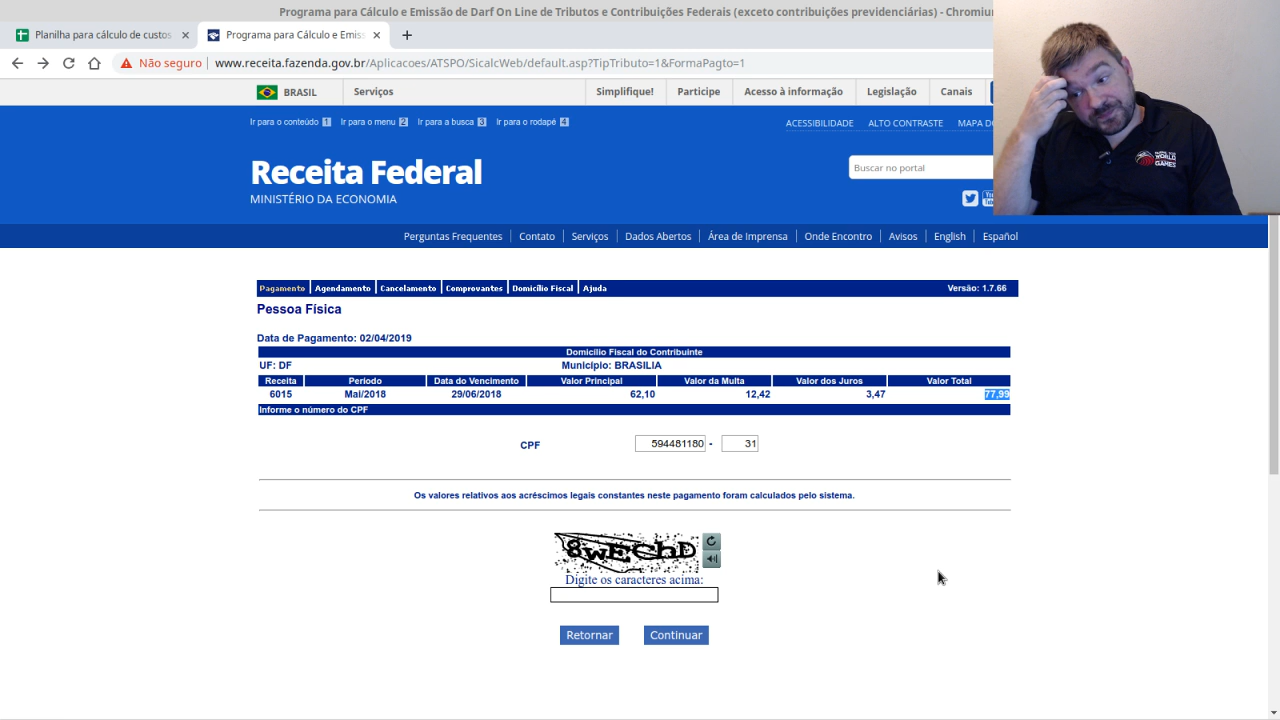 Programa para Cálculo e Emissão de Darf On Line de Tributos e Contribuições Federais (exceto contribuições previdenciárias) - Chromiu
Planilha para cálculo de custos
Programa para Cálculo e Emiss
Não seguro
www.receita.fazenda.gov.br/Aplicacoes/ATSPO/SicalcWeb/default.asp?TipTributo=1&FormaPagto=1
BRASIL Serviços Simplifique! Participe Acesso à informação Legislação Canais
Ir para o conteúdo 1 Ir para o menu 2 Ir para a busca 3 Ir para o rodapé 4
ACESSIBILIDADE ALTO CONTRASTE MAPA D
Receita Federal
MINISTÉRIO DA ECONOMIA
Buscar no portal
Perguntas Frequentes Contato Serviços Dados Abertos Área de Imprensa Onde Encontro Avisos English Español
Pagamento Agendamento Cancelamento Comprovantes Domicílio Fiscal Ajuda Versão: 1.7.66
Pessoa Física
Data de Pagamento: 02/04/2019
Domicílio Fiscal do Contribuinte
UF: DF Município: BRASILIA
Receita Período Data do Vencimento Valor Principal Valor da Multa Valor dos Juros Valor Total
6015 Mai/2018 29/06/2018 62,10 12,42 3,47 77,99
Informe o número do CPF
CPF 594481180 - 31
Os valores relativos aos acréscimos legais constantes neste pagamento foram calculados pelo sistema.
8wEChD
Digite os caracteres acima:
Retornar Continuar
WORLD
GAMES